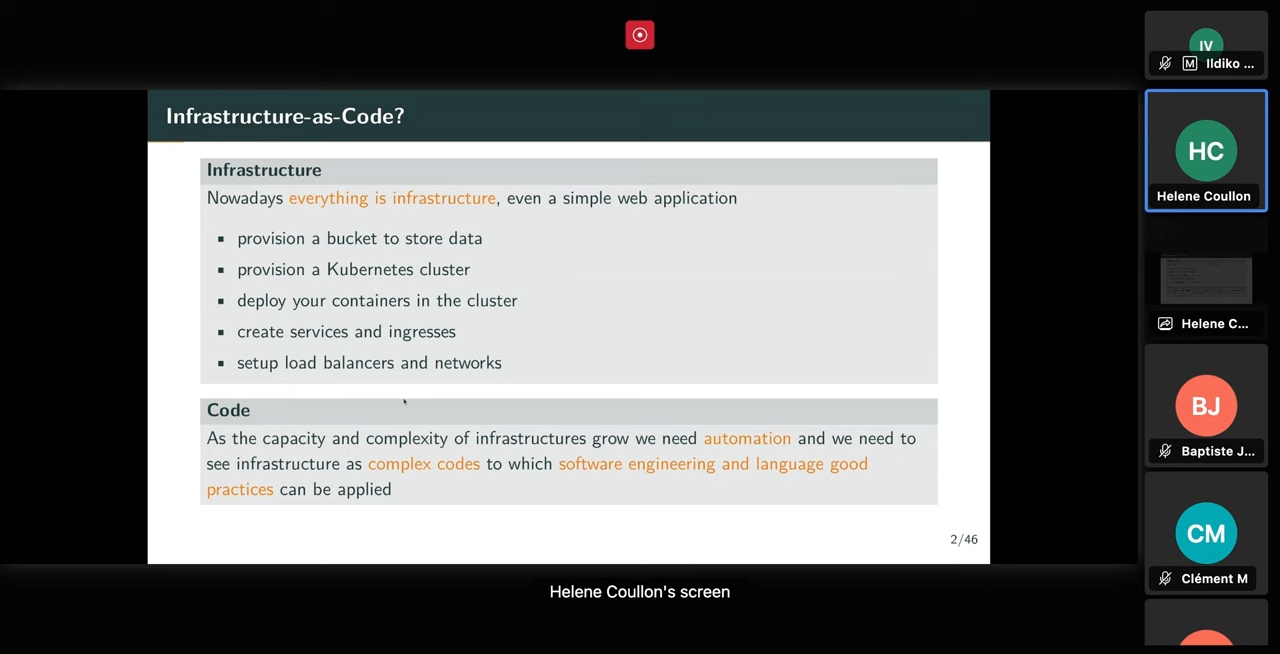 Infrastructure-as-Code?
Infrastructure
Nowadays everything is infrastructure, even a simple web application
provision a bucket to store data
provision a Kubernetes cluster
deploy your containers in the cluster
create services and ingresses
setup load balancers and networks
Code
As the capacity and complexity of infrastructures grow we need automation and we need to
see infrastructure as complex codes to which software engineering and language good
practices can be applied
2/46
Helene Coullon's screen
IV
M Ildiko ...
HC
Helene Coullon
Helene C...
BJ
Baptiste J...
CM
Clément M